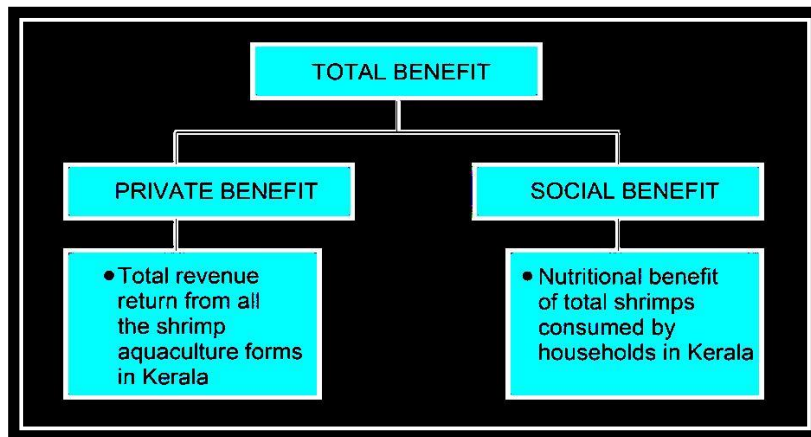 TOTAL BENEFIT
PRIVATE BENEFIT
SOCIAL BENEFIT
• Total revenue
return from all
the shrimp
aquaculture forms
in Kerala
• Nutritional benefit
of total shrimps
consumed by
households in Kerala